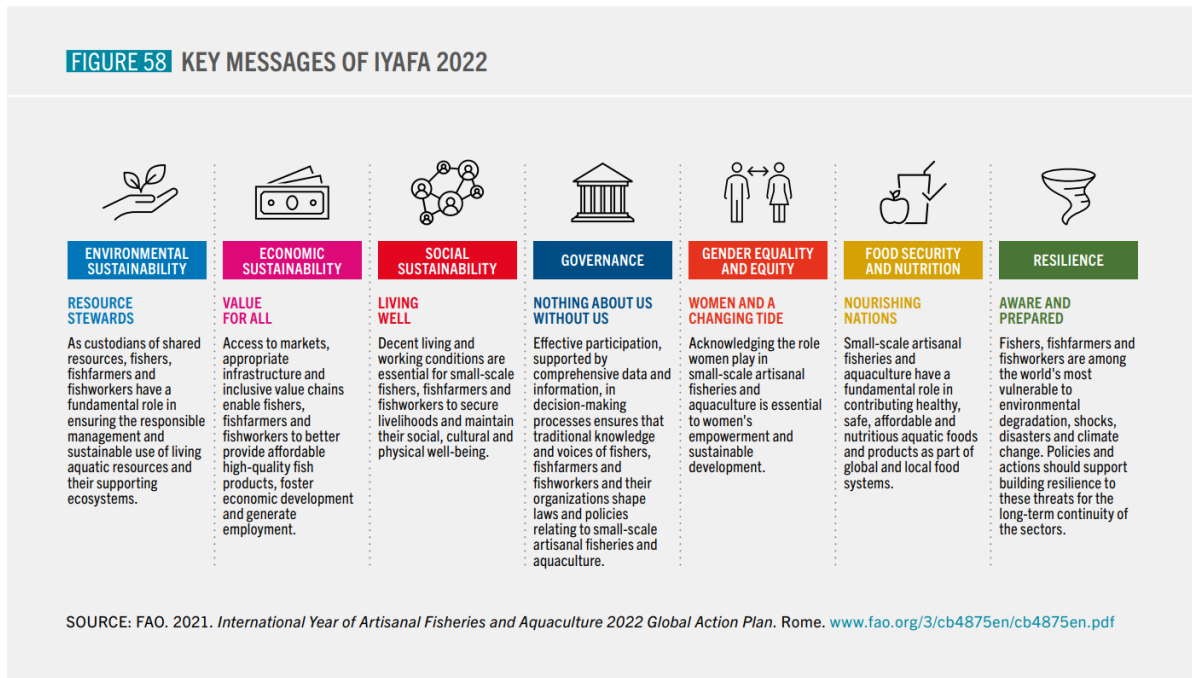 FIGURE 58 KEY MESSAGES OF IYAFA 2022
ENVIRONMENTAL
SUSTAINABILITY
RESOURCE
STEWARDS
As custodians of shared
resources, fishers,
fishfarmers and
fishworkers have a
fundamental role in
ensuring the responsible
management and
sustainable use of living
aquatic resources and
their supporting
ecosystems.
ECONOMIC
SUSTAINABILITY
VALUE
FOR ALL
Access to markets,
appropriate
infrastructure and
inclusive value chains
enable fishers,
fishfarmers and
fishworkers to better
provide affordable
high-quality fish
products, foster
economic development
and generate
employment.
SOCIAL
SUSTAINABILITY
LIVING
WELL
Decent living and
working conditions are
essential for small-scale
fishers, fishfarmers and
fishworkers to secure
livelihoods and maintain
their social, cultural and
physical well-being.
GOVERNANCE
NOTHING ABOUT US
WITHOUT US
Effective participation,
supported by
comprehensive data and
information, in
decision-making
processes ensures that
traditional knowledge
and voices of fishers,
fishfarmers and
fishworkers and their
organizations shape
laws and policies
relating to small-scale
artisanal fisheries and
aquaculture.
GENDER EQUALITY
AND EQUITY
WOMEN AND A
CHANGING TIDE
Acknowledging the role
women play in
small-scale artisanal
fisheries and
aquaculture is essential
to women's
empowerment and
sustainable
development.
FOOD SECURITY
AND NUTRITION
NOURISHING
NATIONS
Small-scale artisanal
fisheries and
aquaculture have a
fundamental role in
contributing healthy,
safe, affordable and
nutritious aquatic foods
and products as part of
global and local food
systems.
RESILIENCE
AWARE AND
PREPARED
Fishers, fishfarmers and
fishworkers are among
the world's most
vulnerable to
environmental
degradation, shocks,
disasters and climate
change. Policies and
actions should support
building resilience to
these threats for the
long-term continuity of
the sectors.
SOURCE: FAO. 2021. International Year of Artisanal Fisheries and Aquaculture 2022 Global Action Plan. Rome. www.fao.org/3/cb4875en/cb4875en.pdf